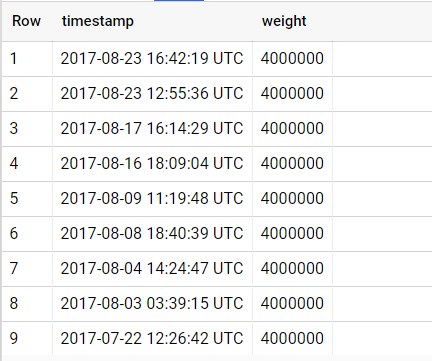 Row timestamp weight
1 2017-08-23 16:42:19 UTC 4000000
2 2017-08-23 12:55:36 UTC 4000000
3 2017-08-17 16:14:29 UTC 4000000
4 2017-08-16 18:09:04 UTC 4000000
5 2017-08-09 11:19:48 UTC 4000000
6 2017-08-08 18:40:39 UTC 4000000
7 2017-08-04 14:24:47 UTC 4000000
8 2017-08-03 03:39:15 UTC 4000000
9 2017-07-22 12:26:42 UTC 4000000